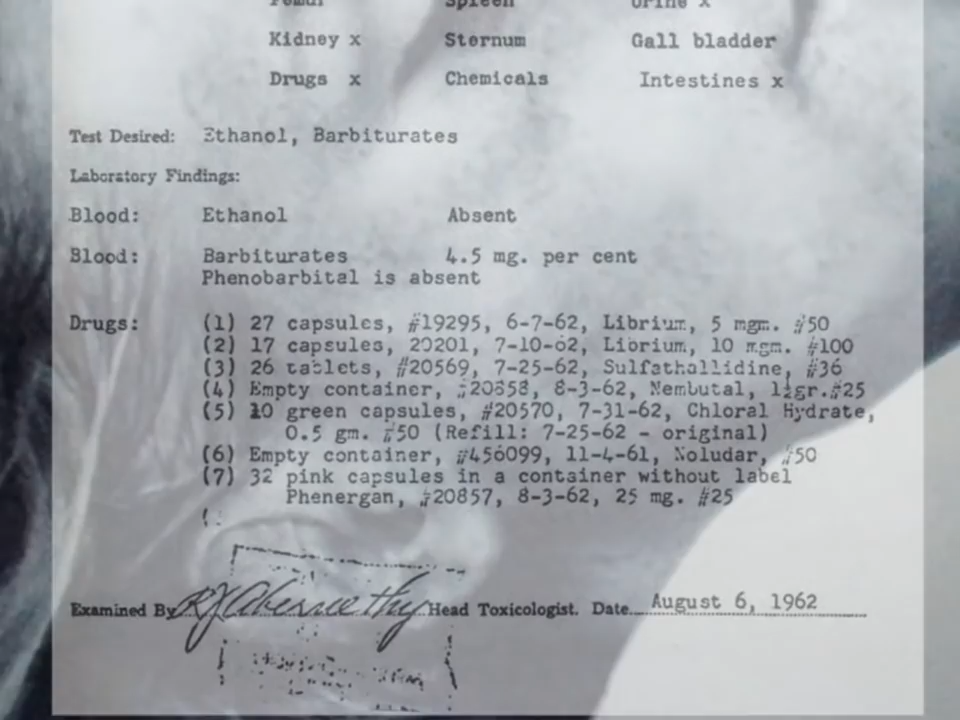 Femur Spleen Urine x
Kidney x Sternum Gall bladder
Drugs x Chemicals Intestines x
Test Desired: Ethanol, Barbiturates
Laboratory Findings:
Blood: Ethanol Absent
Blood: Barbiturates 4.5 mg. per cent
Phenobarbital is absent
Drugs: (1) 27 capsules, #19295, 6-7-62, Librium, 5 mgm. #50
(2) 17 capsules, 20201, 7-10-62, Librium, 10 mgm. #100
(3) 26 tablets, #20569, 7-25-62, Sulfathallidine, #36
(4) Empty container, #20858, 8-3-62, Nembutal, 1½gr.#25
(5) 10 green capsules, #20570, 7-31-62, Chloral Hydrate,
0.5 gm. #50 (Refill: 7-25-62 - original)
(6) Empty container, #456099, 11-4-61, Noludar, #50
(7) 32 pink capsules in a container without label
Phenergan, #20857, 8-3-62, 25 mg. #25
Examined By R J Abernethy Head Toxicologist. Date August 6, 1962